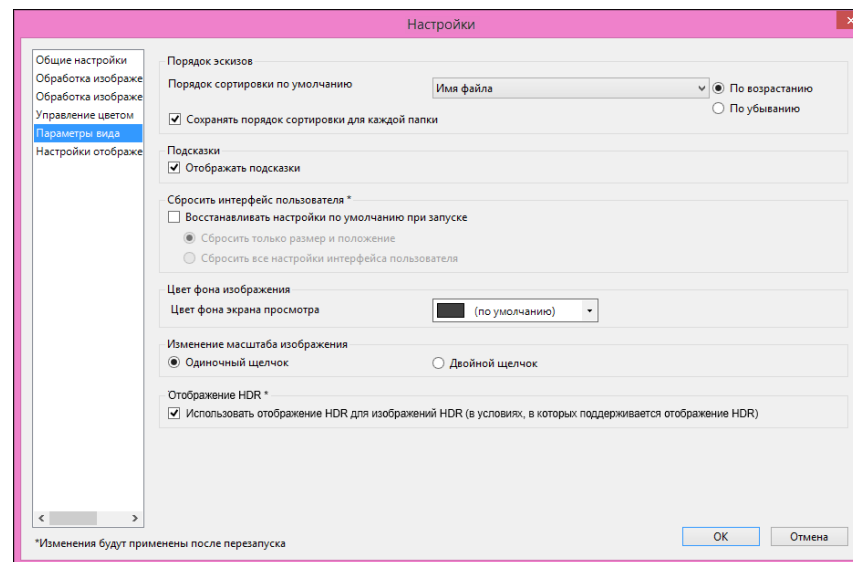 Настройки
Общие настройки
Обработка изображе
Обработка изображе
Управление цветом
Параметры вида
Настройки отображе
Порядок эскизов
Порядок сортировки по умолчанию
Имя файла
По возрастанию
По убыванию
Сохранять порядок сортировки для каждой папки
Подсказки
Отображать подсказки
Сбросить интерфейс пользователя *
Восстанавливать настройки по умолчанию при запуске
Сбросить только размер и положение
Сбросить все настройки интерфейса пользователя
Цвет фона изображения
Цвет фона экрана просмотра
(по умолчанию)
Изменение масштаба изображения
Одиночный щелчок
Двойной щелчок
Отображение HDR *
Использовать отображение HDR для изображений HDR (в условиях, в которых поддерживается отображение HDR)
*Изменения будут применены после перезапуска
OK
Отмена